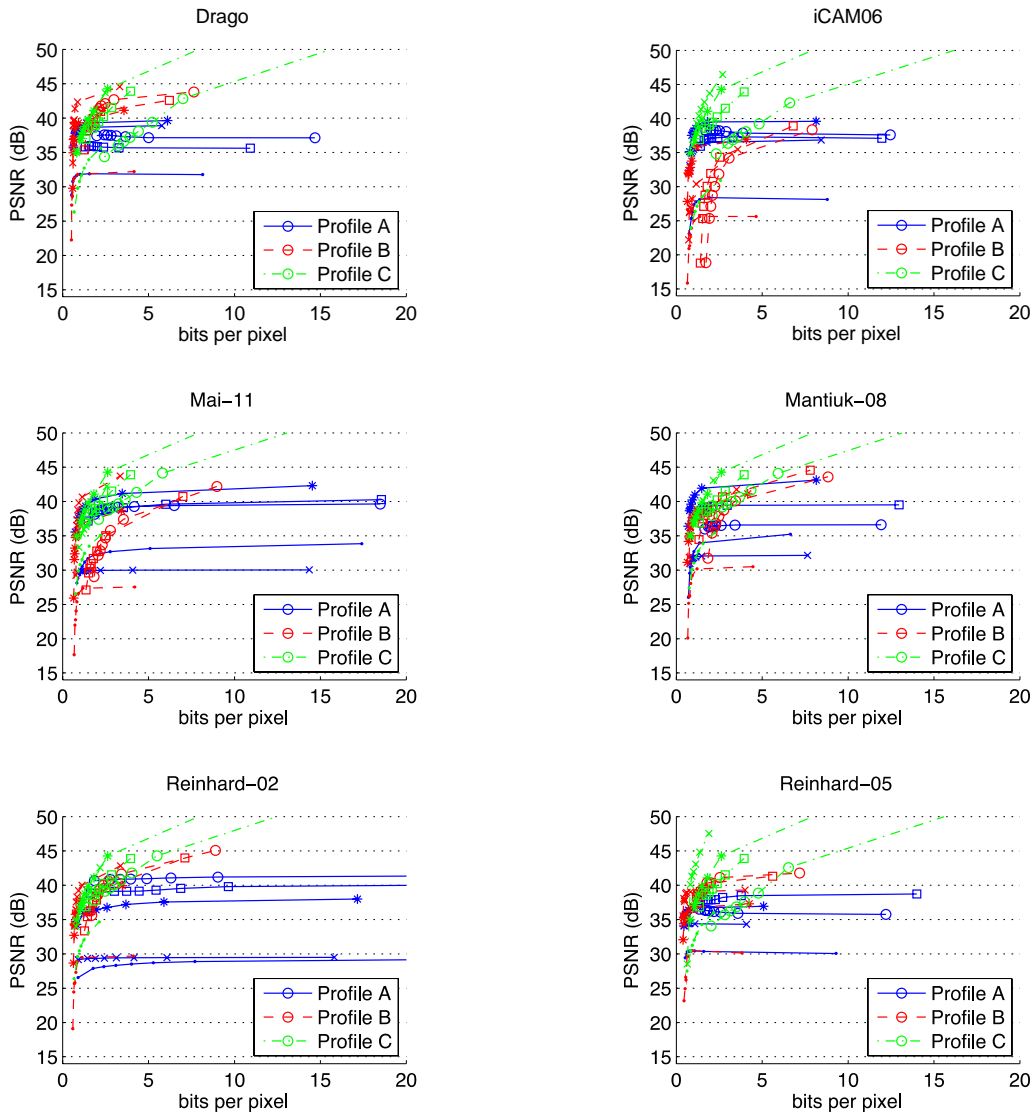 Drago
50
45
40
35
30
25
20
15
0 5 10 15 20
PSNR (dB)
bits per pixel
Profile A
Profile B
Profile C
iCAM06
50
45
40
35
30
25
20
15
0 5 10 15 20
PSNR (dB)
bits per pixel
Profile A
Profile B
Profile C
Mai−11
50
45
40
35
30
25
20
15
0 5 10 15 20
PSNR (dB)
bits per pixel
Profile A
Profile B
Profile C
Mantiuk−08
50
45
40
35
30
25
20
15
0 5 10 15 20
PSNR (dB)
bits per pixel
Profile A
Profile B
Profile C
Reinhard−02
50
45
40
35
30
25
20
15
0 5 10 15 20
PSNR (dB)
bits per pixel
Profile A
Profile B
Profile C
Reinhard−05
50
45
40
35
30
25
20
15
0 5 10 15 20
PSNR (dB)
bits per pixel
Profile A
Profile B
Profile C